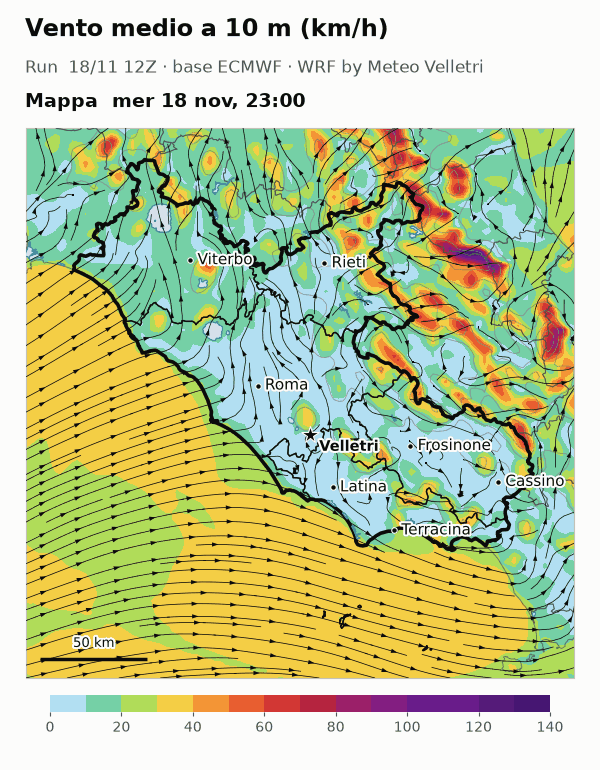 Vento medio a 10 m (km/h)
Run 18/11 12Z · base ECMWF · WRF by Meteo Velletri
Mappa mer 18 nov, 23:00
Viterbo
Rieti
Roma
Velletri
Frosinone
Latina
Cassino
Terracina
50 km
0 20 40 60 80 100 120 140